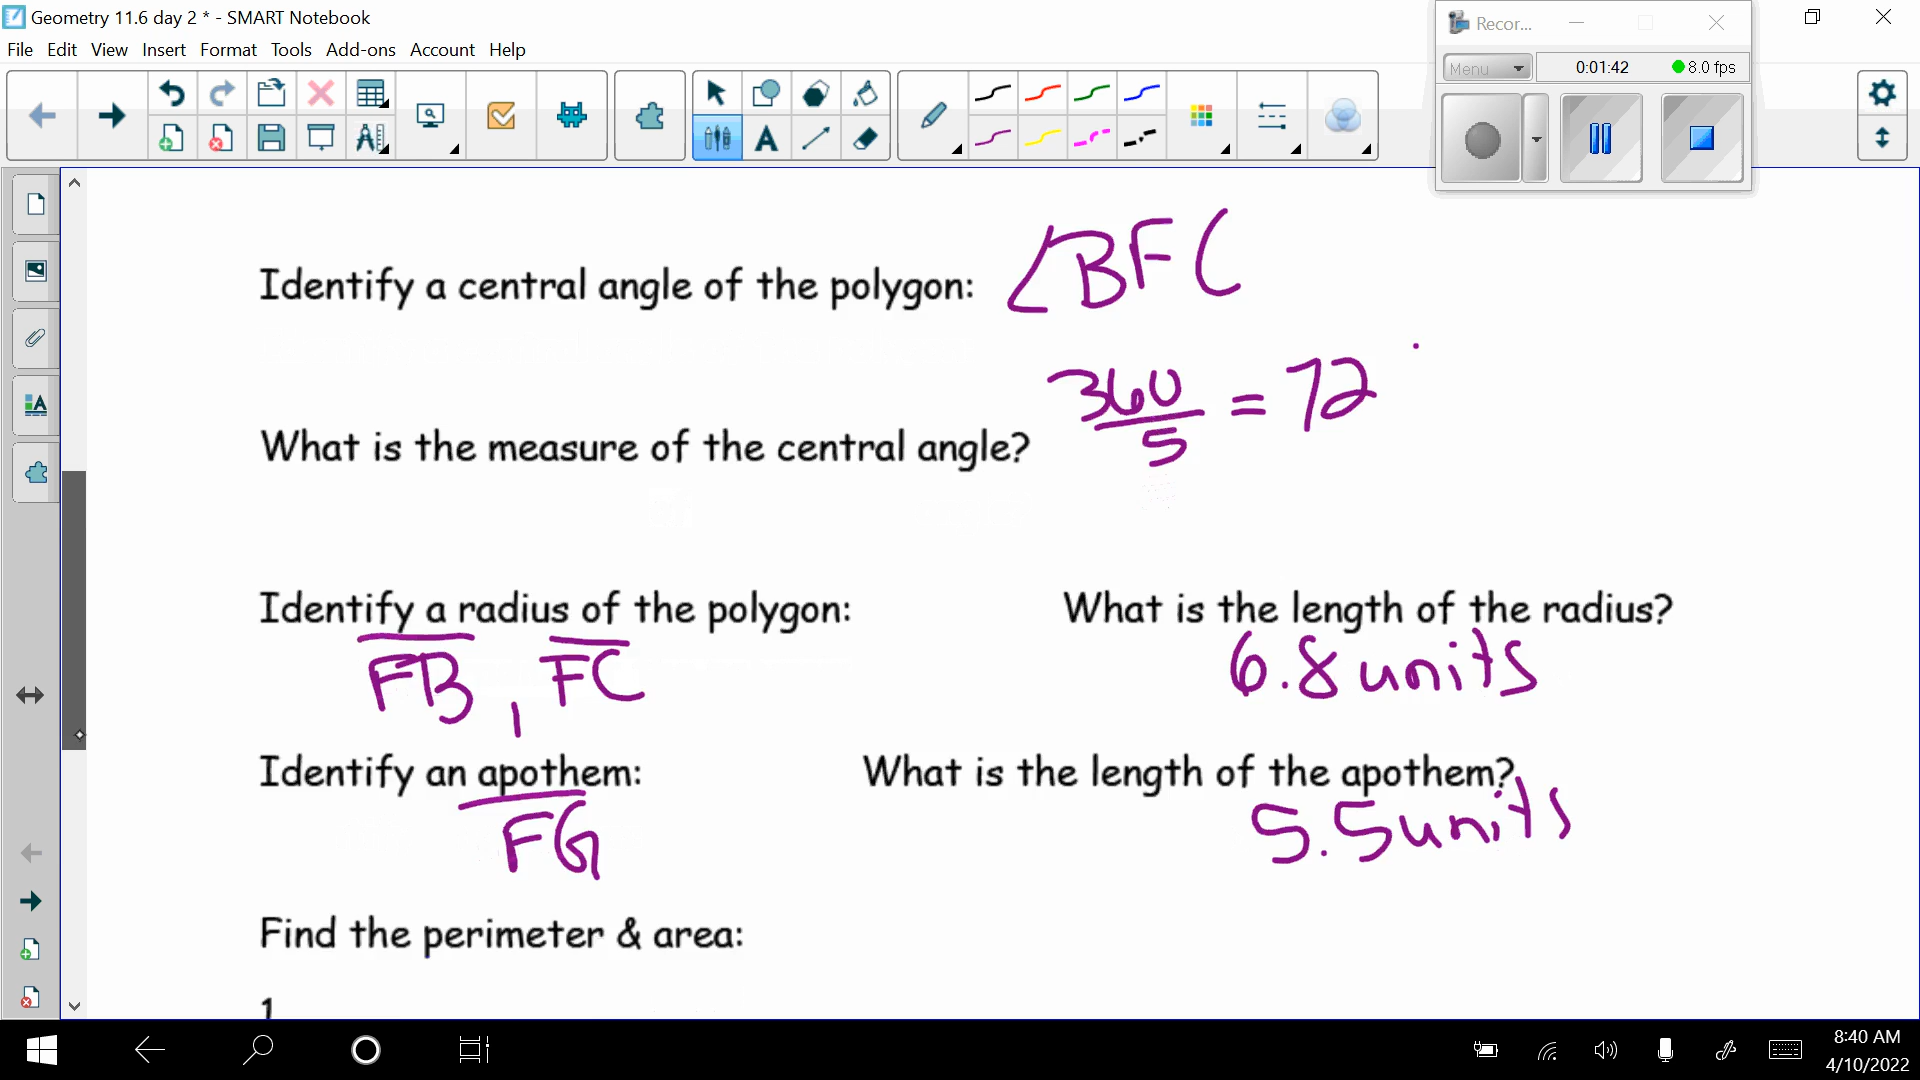 Geometry 11.6 day 2 * - SMART Notebook
Recor...
File Edit View Insert Format Tools Add-ons Account Help
Menu 0:01:42 8.0 fps
Identify a central angle of the polygon: ∠BFC
360/5 = 72
What is the measure of the central angle?
Identify a radius of the polygon: What is the length of the radius?
FB, FC 6.8 units
Identify an apothem: What is the length of the apothem?
FG 5.5 units
Find the perimeter & area:
1
8:40 AM
4/10/2022